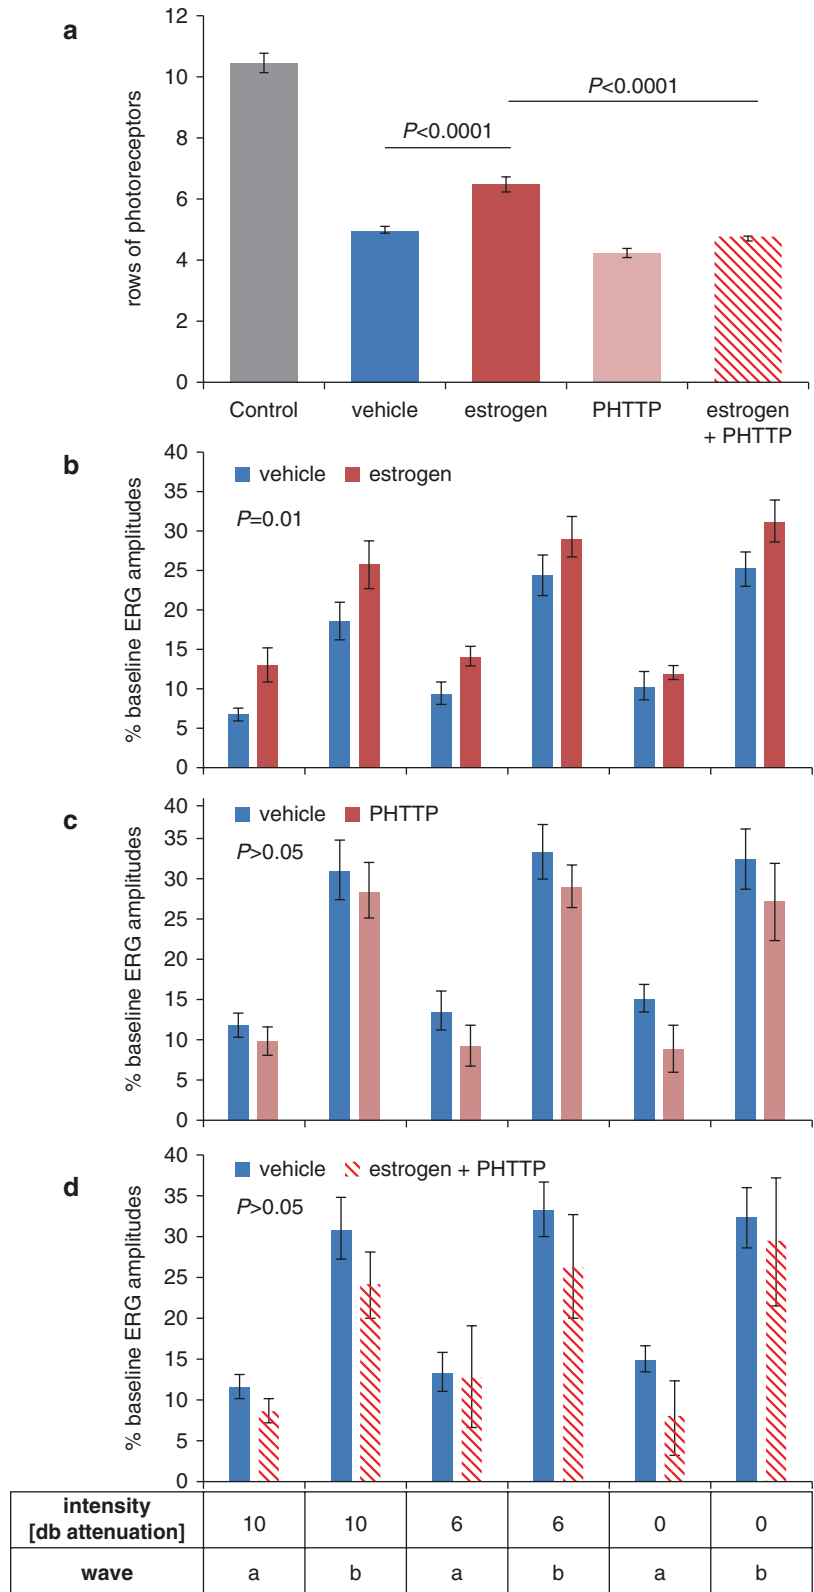 a
12
10
8
6
4
2
0
rows of photoreceptors
P<0.0001
P<0.0001
Control vehicle estrogen PHTTP estrogen
+ PHTTP
b
40
35
30
25
20
15
10
5
0
% baseline ERG amplitudes
vehicle estrogen
P=0.01
c
40
35
30
25
20
15
10
5
0
% baseline ERG amplitudes
vehicle PHTTP
P>0.05
d
40
35
30
25
20
15
10
5
0
% baseline ERG amplitudes
vehicle estrogen + PHTTP
P>0.05
intensity
[db attenuation] 10 10 6 6 0 0
wave a b a b a b